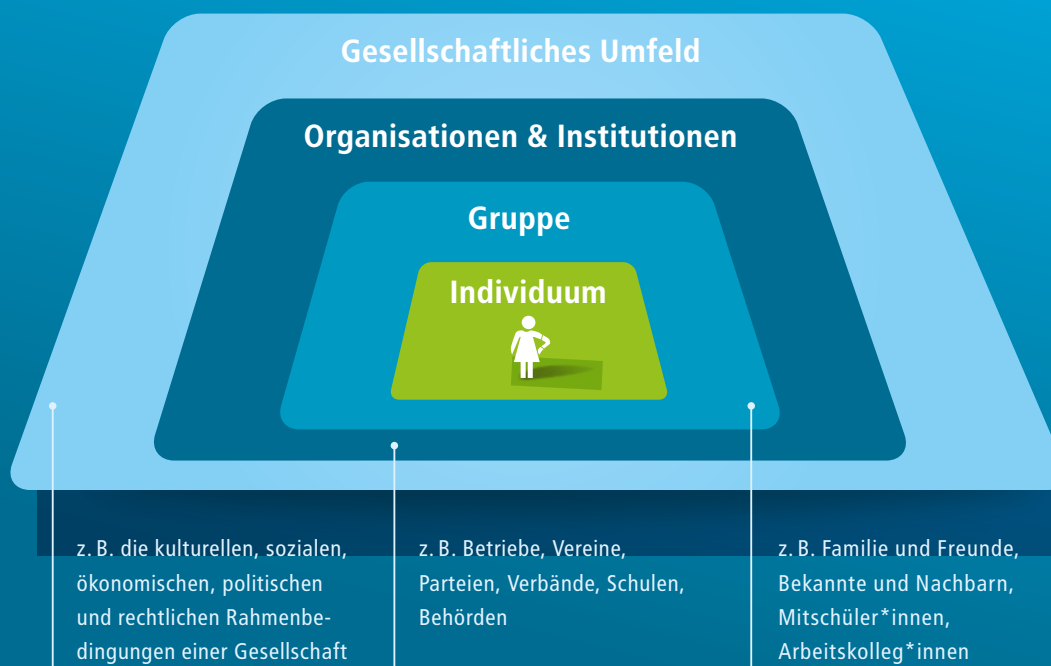 Gesellschaftliches Umfeld
Organisationen & Institutionen
Gruppe
Individuum
z. B. die kulturellen, sozialen,
ökonomischen, politischen
und rechtlichen Rahmenbe-
dingungen einer Gesellschaft
z. B. Betriebe, Vereine,
Parteien, Verbände, Schulen,
Behörden
z. B. Familie und Freunde,
Bekannte und Nachbarn,
Mitschüler*innen,
Arbeitskolleg*innen